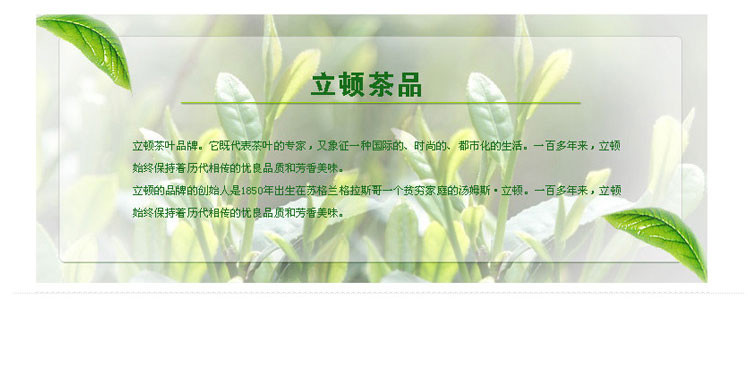 立顿茶品
立顿茶叶品牌。它既代表茶叶的专家，又象征一种国际的、时尚的、都市化的生活。一百多年来，立顿
始终保持着历代相传的优良品质和芳香美味。
立顿的品牌的创始人是1850年出生在苏格兰格拉斯哥一个贫穷家庭的汤姆斯·立顿。一百多年来，立顿
始终保持着历代相传的优良品质和芳香美味。